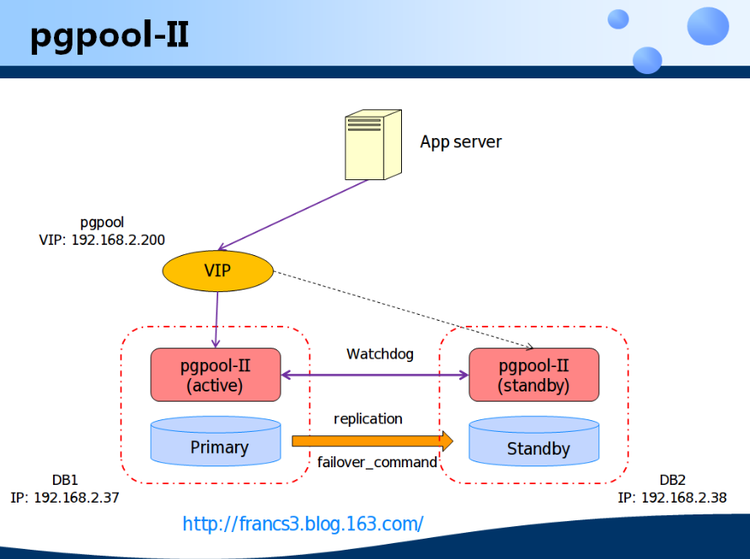 pgpool-II
App server
pgpool
VIP: 192.168.2.200
VIP
pgpool-II
(active)
Watchdog
pgpool-II
(standby)
replication
Primary
Standby
failover_command
DB1
IP: 192.168.2.37
DB2
IP: 192.168.2.38
http://francs3.blog.163.com/